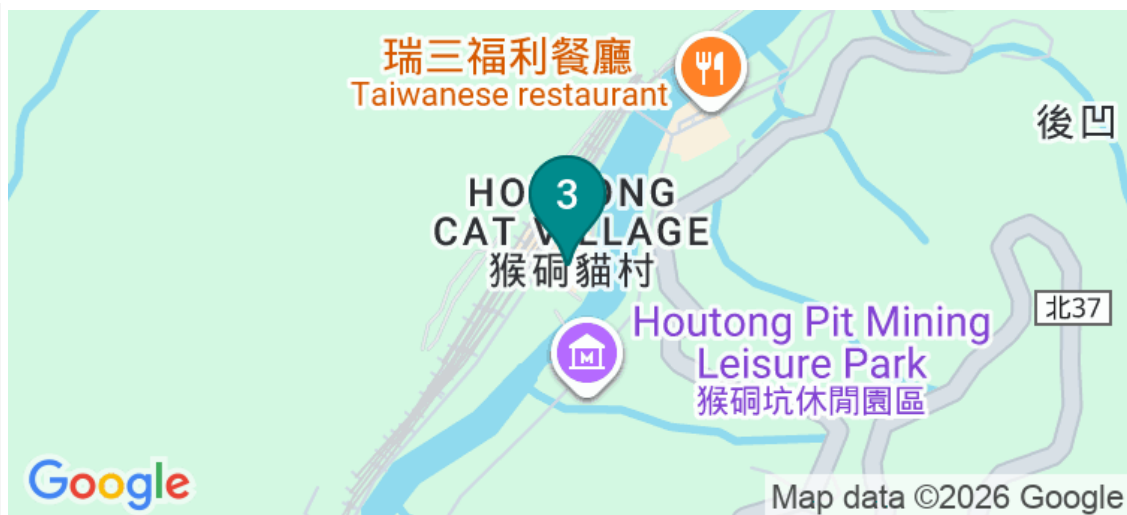 瑞三福利餐廳
Taiwanese restaurant
後凹
3
HOUTONG
CAT VILLAGE
猴硐貓村
北37
Houtong Pit Mining
Leisure Park
猴硐坑休閒園區
M
Google
Map data ©2026 Google